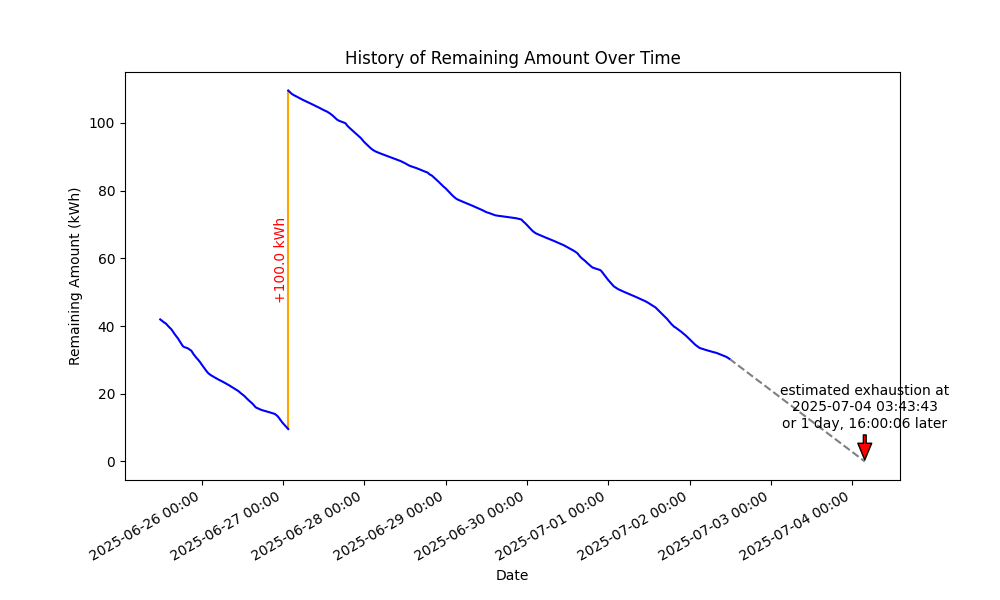 History of Remaining Amount Over Time
Remaining Amount (kWh)
100
80
60
40
20
0
+100.0 kWh
estimated exhaustion at
2025-07-04 03:43:43
or 1 day, 16:00:06 later
2025-06-26 00:00
2025-06-27 00:00
2025-06-28 00:00
2025-06-29 00:00
2025-06-30 00:00
2025-07-01 00:00
2025-07-02 00:00
2025-07-03 00:00
2025-07-04 00:00
Date